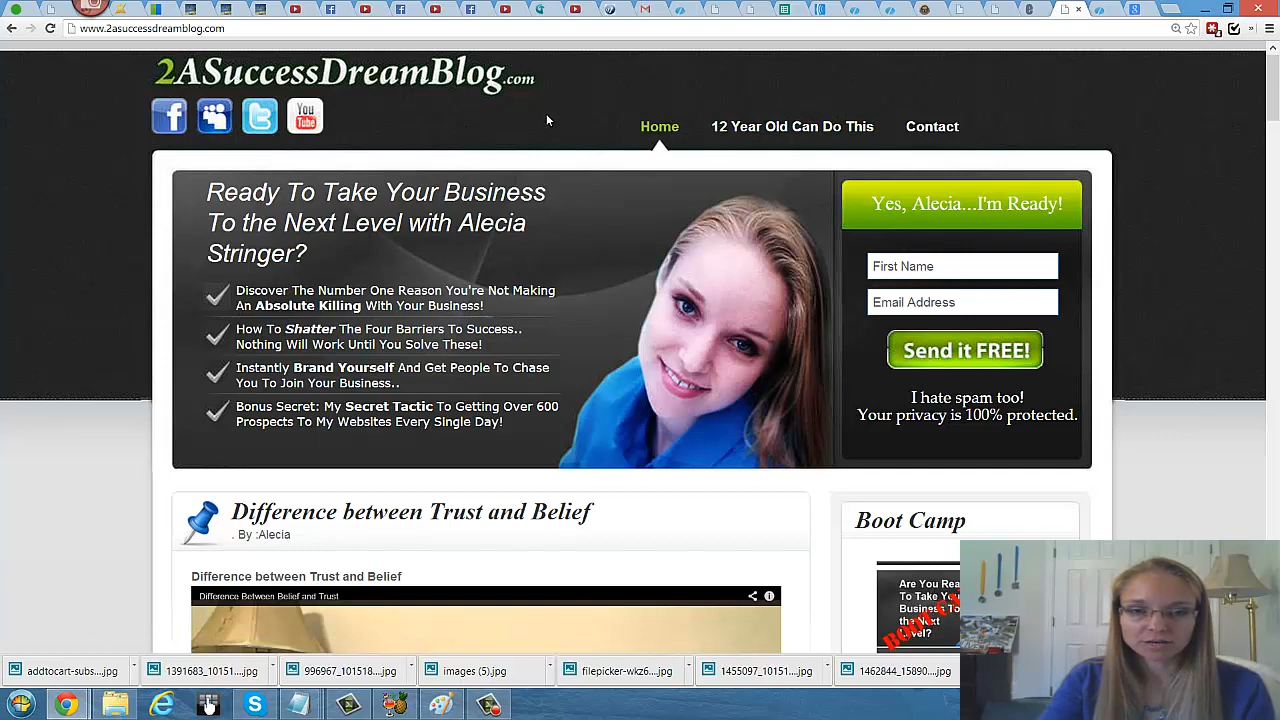 www.2asuccessdreamblog.com
2ASuccessDreamBlog.com
You
Tube
Home
12 Year Old Can Do This
Contact
Ready To Take Your Business
To the Next Level with Alecia
Stringer?
Discover The Number One Reason You're Not Making
An Absolute Killing With Your Business!
How To Shatter The Four Barriers To Success..
Nothing Will Work Until You Solve These!
Instantly Brand Yourself And Get People To Chase
You To Join Your Business..
Bonus Secret: My Secret Tactic To Getting Over 600
Prospects To My Websites Every Single Day!
Yes, Alecia...I'm Ready!
First Name
Email Address
Send it FREE!
I hate spam too!
Your privacy is 100% protected.
Difference between Trust and Belief
. By :Alecia
Difference between Trust and Belief
Difference Between Belief and Trust
Boot Camp
Are You Rea
To Take You
Business To
the Next
Level?
addtocart-subs....jpg
1391683_10151....jpg
996967_101518....jpg
images (5).jpg
filepicker-wkz6....jpg
1455097_10151....jpg
1462844_15890....jpg